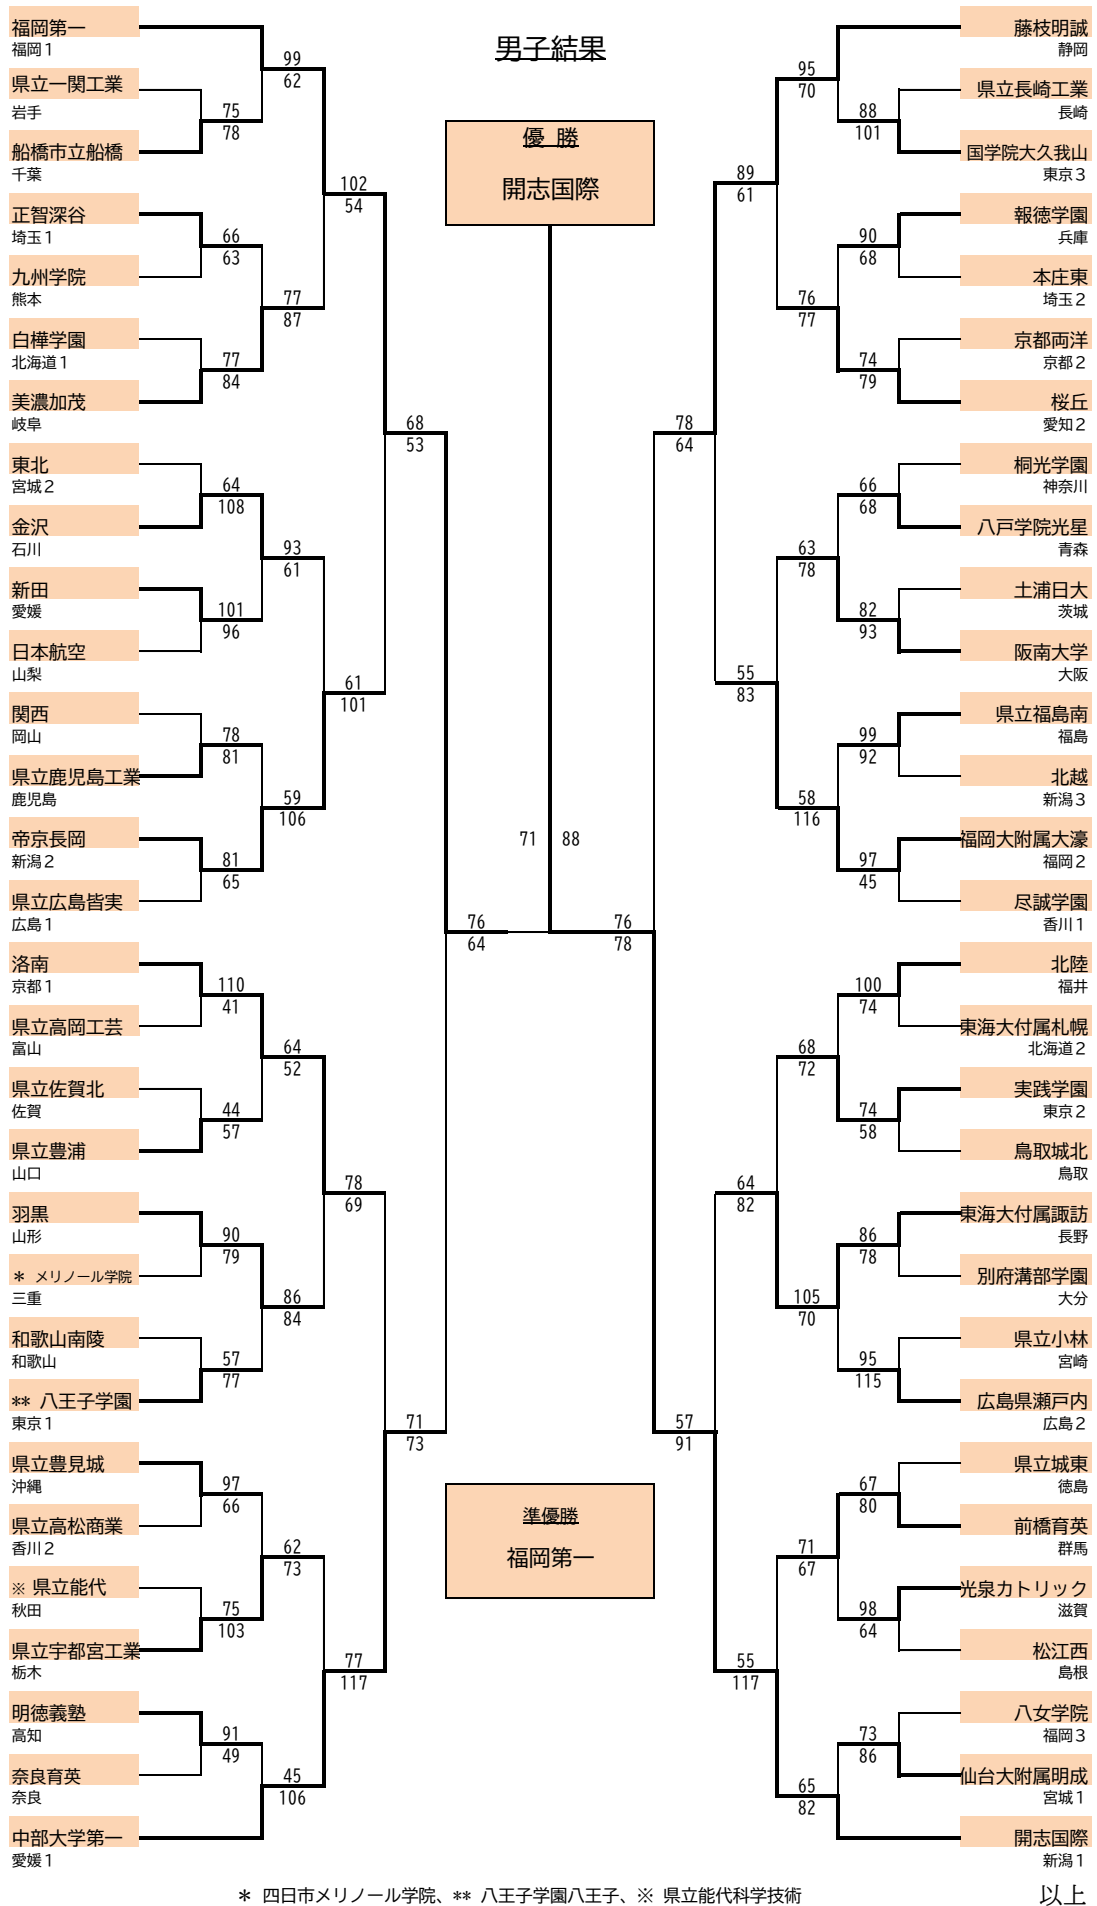 男子結果
福岡第一
福岡1
99
62
県立一関工業
岩手
75
78
船橋市立船橋
千葉
102
54
正智深谷
埼玉1
66
63
九州学院
熊本
77
87
白樺学園
北海道1
77
84
美濃加茂
岐阜
68
53
東北
宮城2
64
108
金沢
石川
93
61
新田
愛媛
101
96
日本航空
山梨
61
101
関西
岡山
78
81
県立鹿児島工業
鹿児島
59
106
帝京長岡
新潟2
81
65
県立広島皆実
広島1
76
64
洛南
京都1
110
41
県立高岡工芸
富山
64
52
県立佐賀北
佐賀
44
57
県立豊浦
山口
78
69
羽黒
山形
90
79
＊ メリノール学院
三重
86
84
和歌山南陵
和歌山
57
77
** 八王子学園
東京1
71
73
県立豊見城
沖縄
97
66
県立高松商業
香川2
62
73
※ 県立能代
秋田
75
103
県立宇都宮工業
栃木
77
117
明徳義塾
高知
91
49
奈良育英
奈良
45
106
中部大学第一
愛媛1
優 勝
開志国際
71 88
準優勝
福岡第一
藤枝明誠
静岡
95
70
県立長崎工業
長崎
88
101
国学院大久我山
東京3
89
61
報徳学園
兵庫
90
68
本庄東
埼玉2
76
77
京都両洋
京都2
74
79
桜丘
愛知2
78
64
桐光学園
神奈川
66
68
八戸学院光星
青森
63
78
土浦日大
茨城
82
93
阪南大学
大阪
55
83
県立福島南
福島
99
92
北越
新潟3
58
116
福岡大附属大濠
福岡2
97
45
尽誠学園
香川1
76
78
北陸
福井
100
74
東海大付属札幌
北海道2
68
72
実践学園
東京2
74
58
鳥取城北
鳥取
64
82
東海大付属諏訪
長野
86
78
別府溝部学園
大分
105
70
県立小林
宮崎
95
115
広島県瀬戸内
広島2
57
91
県立城東
徳島
67
80
前橋育英
群馬
71
67
光泉カトリック
滋賀
98
64
松江西
島根
55
117
八女学院
福岡3
73
86
仙台大附属明成
宮城1
65
82
開志国際
新潟1
＊ 四日市メリノール学院、** 八王子学園八王子、※ 県立能代科学技術
以上